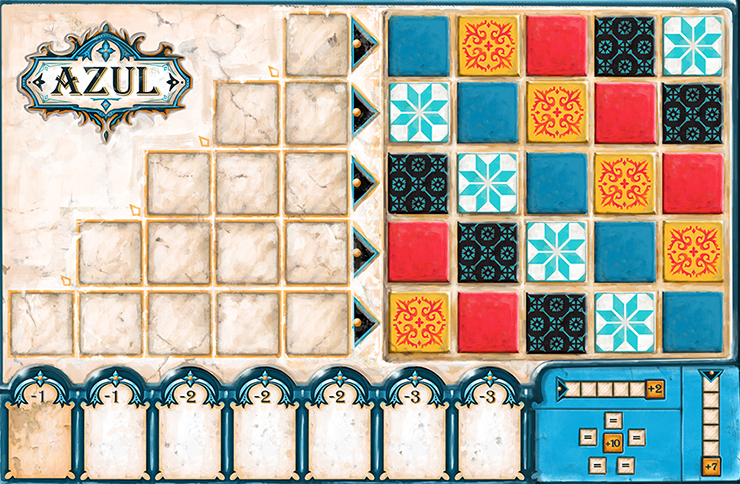 AZUL
-1 -1 -2 -2 -2 -3 -3
+2
= 
= +10 =
= =
+7